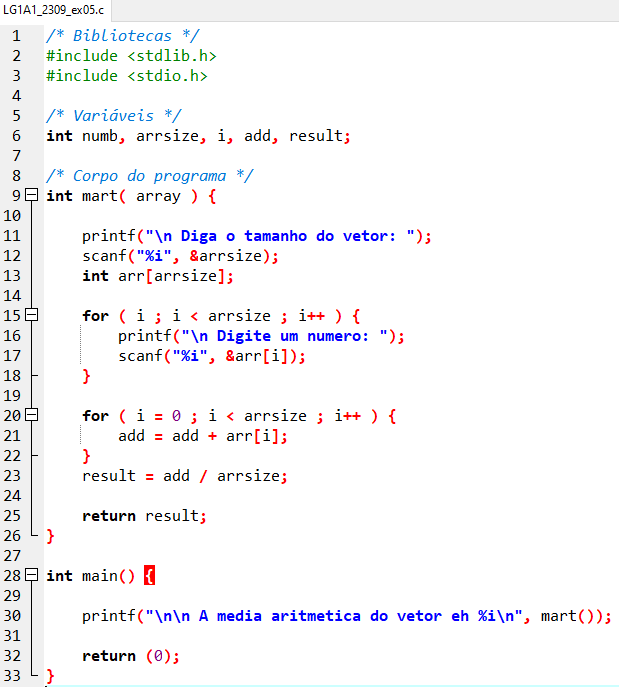 LG1A1_2309_ex05.c
1 /* Bibliotecas */
2 #include <stdlib.h>
3 #include <stdio.h>
4
5 /* Variáveis */
6 int numb, arrsize, i, add, result;
7
8 /* Corpo do programa */
9 int mart( array ) {
10
11     printf("\n Diga o tamanho do vetor: ");
12     scanf("%i", &arrsize);
13     int arr[arrsize];
14
15     for ( i ; i < arrsize ; i++ ) {
16         printf("\n Digite um numero: ");
17         scanf("%i", &arr[i]);
18     }
19
20     for ( i = 0 ; i < arrsize ; i++ ) {
21         add = add + arr[i];
22     }
23     result = add / arrsize;
24
25     return result;
26 }
27
28 int main() {
29
30     printf("\n\n A media aritmetica do vetor eh %i\n", mart());
31
32     return (0);
33 }